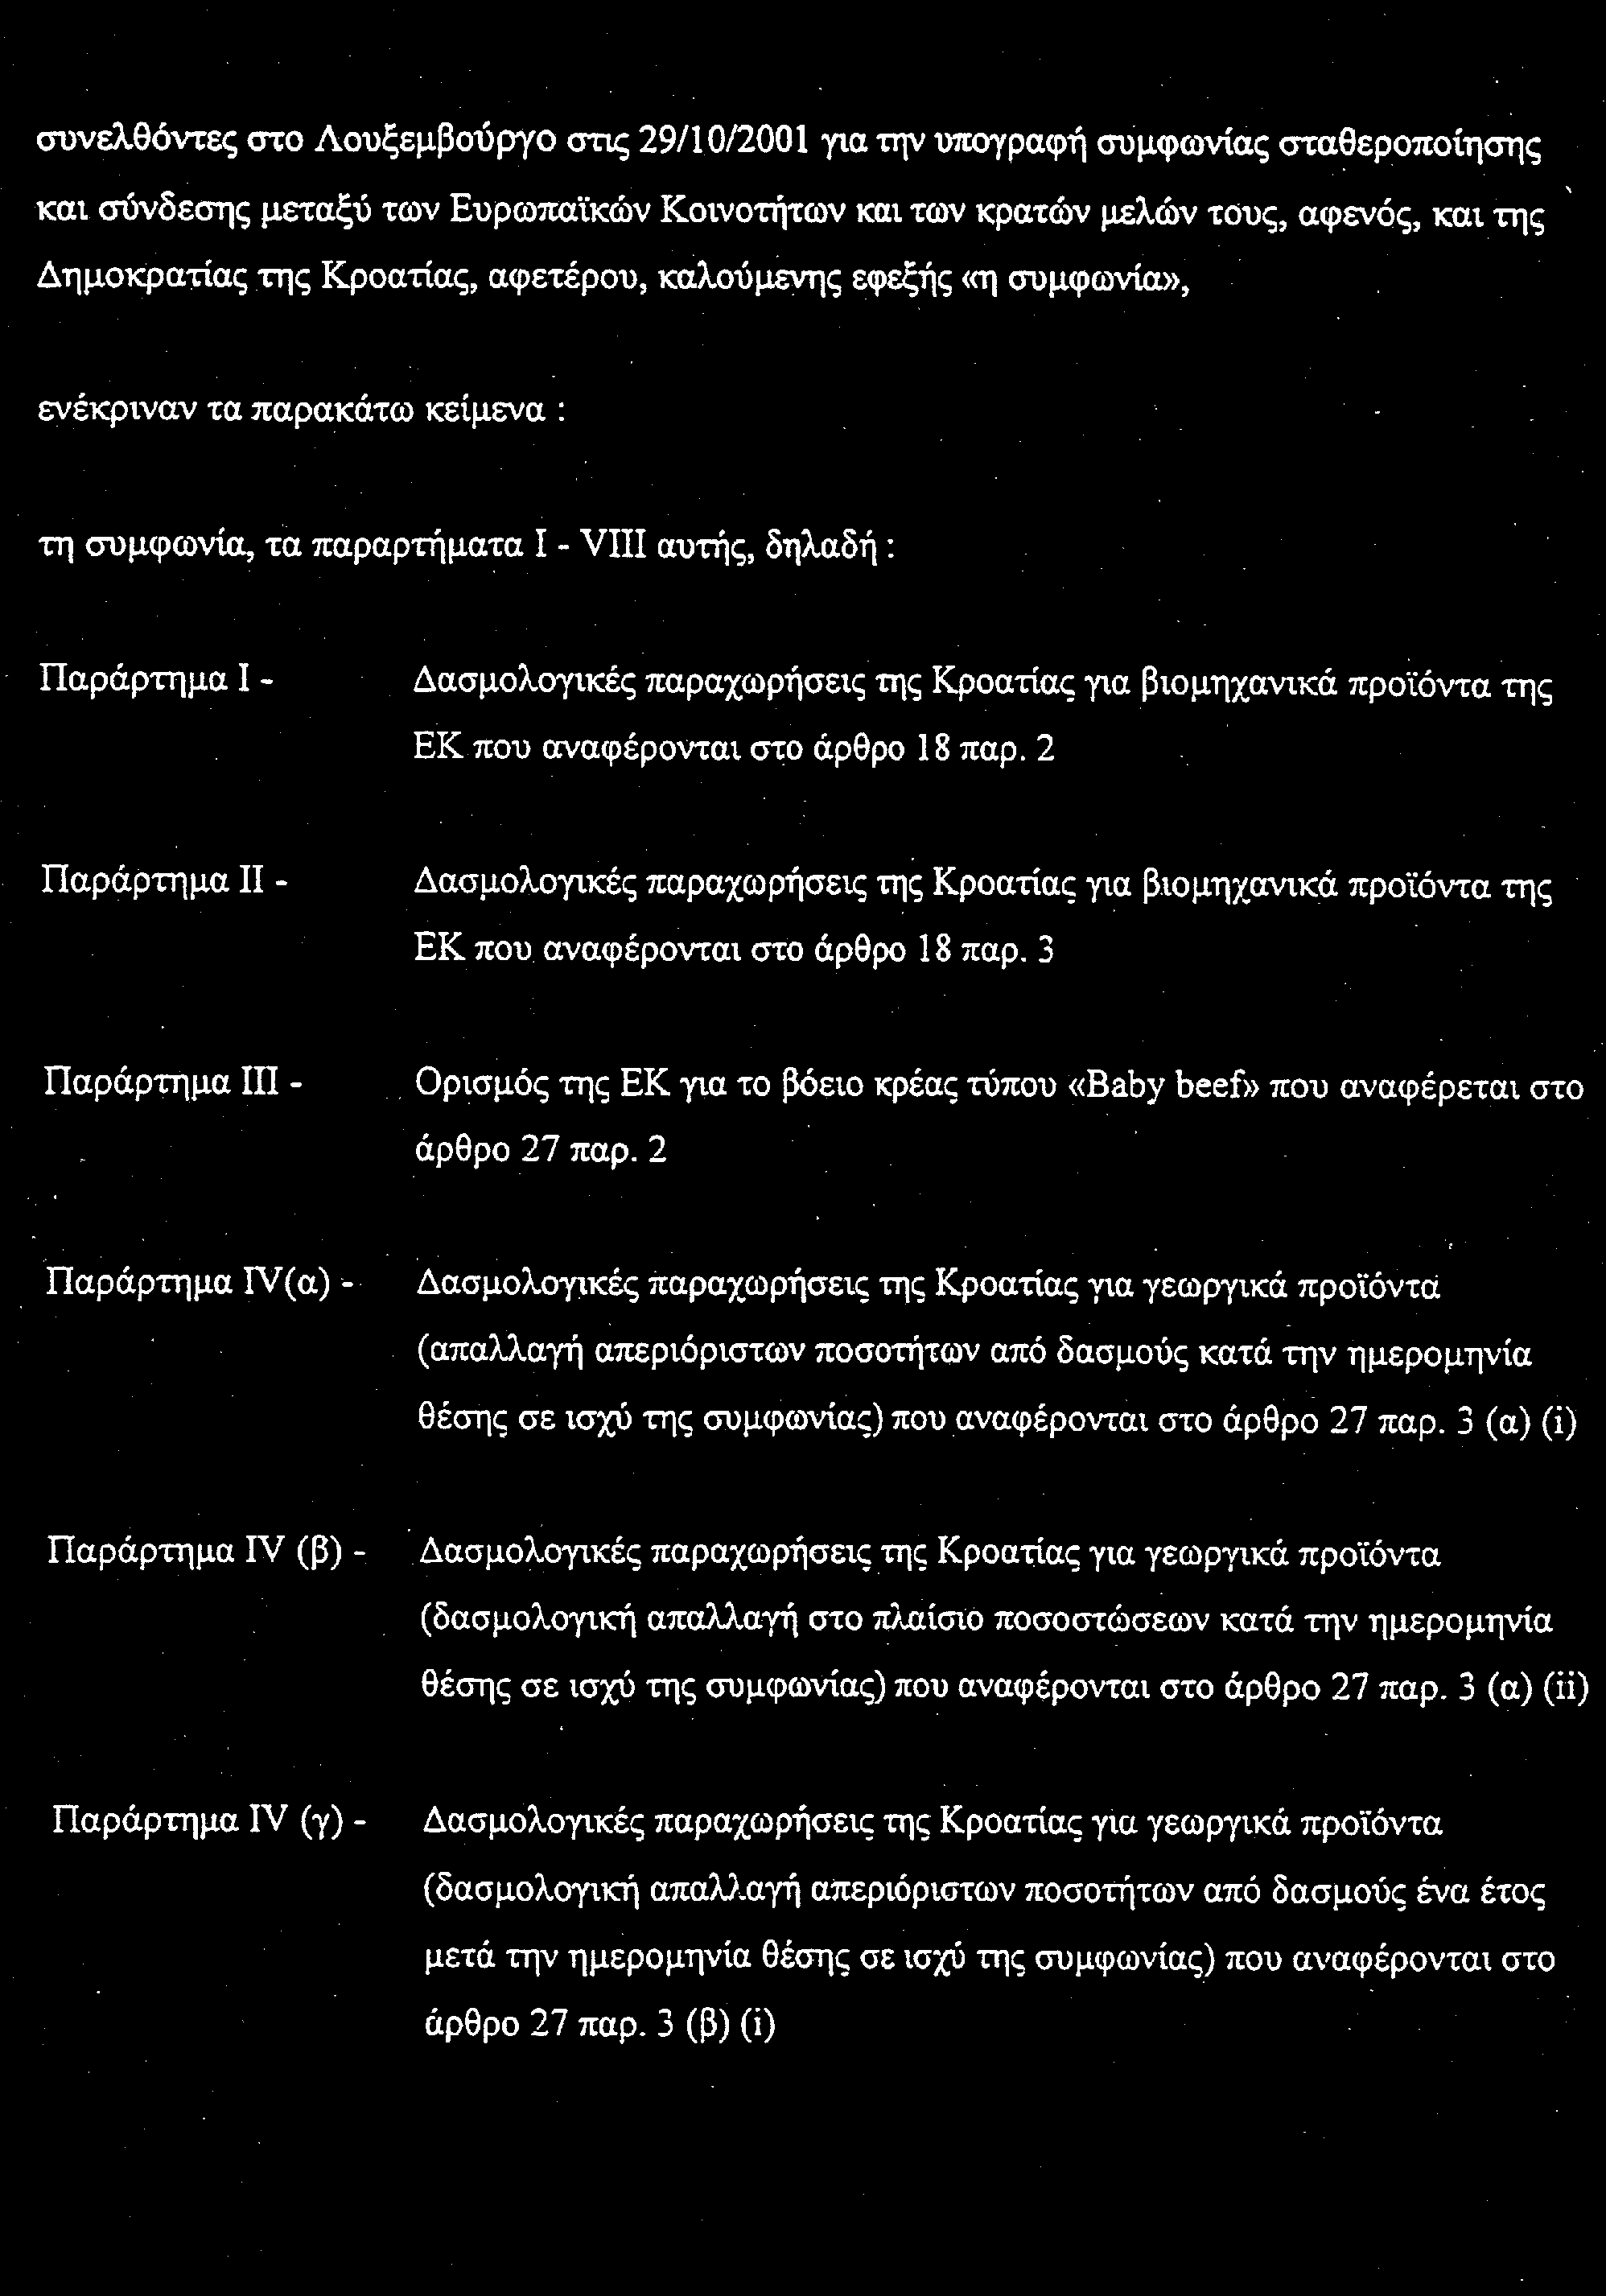 συνελθόντες στο Λουξεμβούργο στις 29/10/2001 για την υπογραφή συμφωνίας σταθεροποίησης
και σύνδεσης μεταξύ των Ευρωπαϊκών Κοινοτήτων και των κρατών μελών τους, αφενός, και της
Δημοκρατίας της Κροατίας, αφετέρου, καλούμενης εφεξής «η συμφωνία»,
ενέκριναν τα παρακάτω κείμενα :
τη συμφωνία, τα παραρτήματα I - VIII αυτής, δηλαδή :
Παράρτημα I - Δασμολογικές παραχωρήσεις της Κροατίας για βιομηχανικά προϊόντα της
ΕΚ που αναφέρονται στο άρθρο 18 παρ. 2
Παράρτημα II - Δασμολογικές παραχωρήσεις της Κροατίας για βιομηχανικά προϊόντα της
ΕΚ που αναφέρονται στο άρθρο 18 παρ. 3
Παράρτημα III - Ορισμός της ΕΚ για το βόειο κρέας τύπου «Baby beef» που αναφέρεται στο
άρθρο 27 παρ. 2
Παράρτημα IV(α) - Δασμολογικές παραχωρήσεις της Κροατίας για γεωργικά προϊόντα
(απαλλαγή απεριόριστων ποσοτήτων από δασμούς κατά την ημερομηνία
θέσης σε ισχύ της συμφωνίας) που αναφέρονται στο άρθρο 27 παρ. 3 (α) (i)
Παράρτημα IV (β) - Δασμολογικές παραχωρήσεις της Κροατίας για γεωργικά προϊόντα
(δασμολογική απαλλαγή στο πλαίσιο ποσοστώσεων κατά την ημερομηνία
θέσης σε ισχύ της συμφωνίας) που αναφέρονται στο άρθρο 27 παρ. 3 (α) (ii)
Παράρτημα IV (γ) - Δασμολογικές παραχωρήσεις της Κροατίας για γεωργικά προϊόντα
(δασμολογική απαλλαγή απεριόριστων ποσοτήτων από δασμούς ένα έτος
μετά την ημερομηνία θέσης σε ισχύ της συμφωνίας) που αναφέρονται στο
άρθρο 27 παρ. 3 (β) (i)